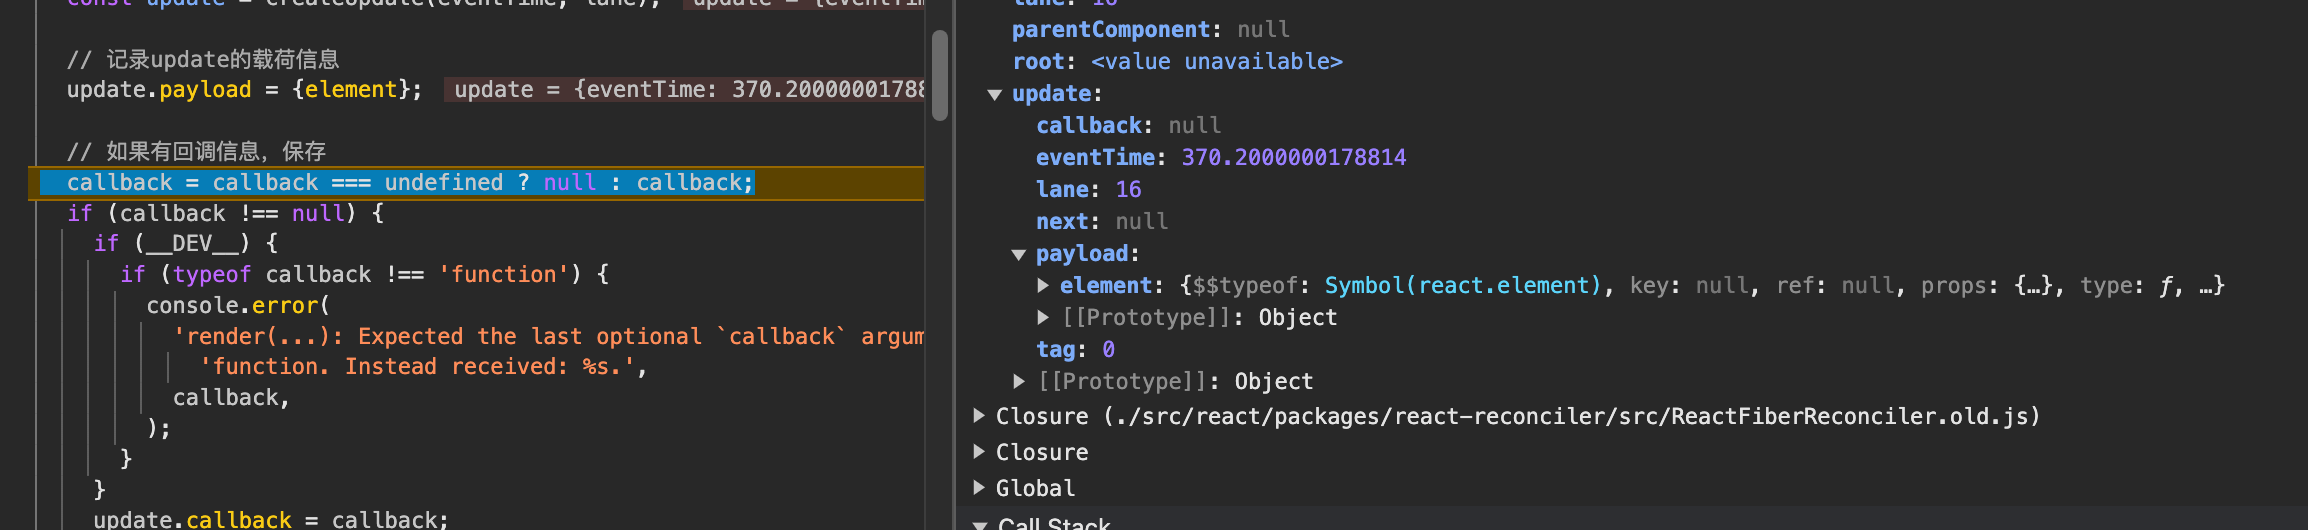 const update = createUpdate(eventTime, lane); update = {eventTim
// 记录update的载荷信息
update.payload = {element}; update = {eventTime: 370.20000001788
// 如果有回调信息，保存
callback = callback === undefined ? null : callback;
if (callback !== null) {
if (__DEV__) {
if (typeof callback !== 'function') {
console.error(
'render(...): Expected the last optional `callback` argum
'function. Instead received: %s.',
callback,
);
}
}
update.callback = callback;
lane: 16
parentComponent: null
root: <value unavailable>
▼ update:
callback: null
eventTime: 370.2000000178814
lane: 16
next: null
▼ payload:
▶ element: {$$typeof: Symbol(react.element), key: null, ref: null, props: {…}, type: ƒ, …}
▶ [[Prototype]]: Object
tag: 0
▶ [[Prototype]]: Object
▶ Closure (./src/react/packages/react-reconciler/src/ReactFiberReconciler.old.js)
▶ Closure
▶ Global
▼ Call Stack